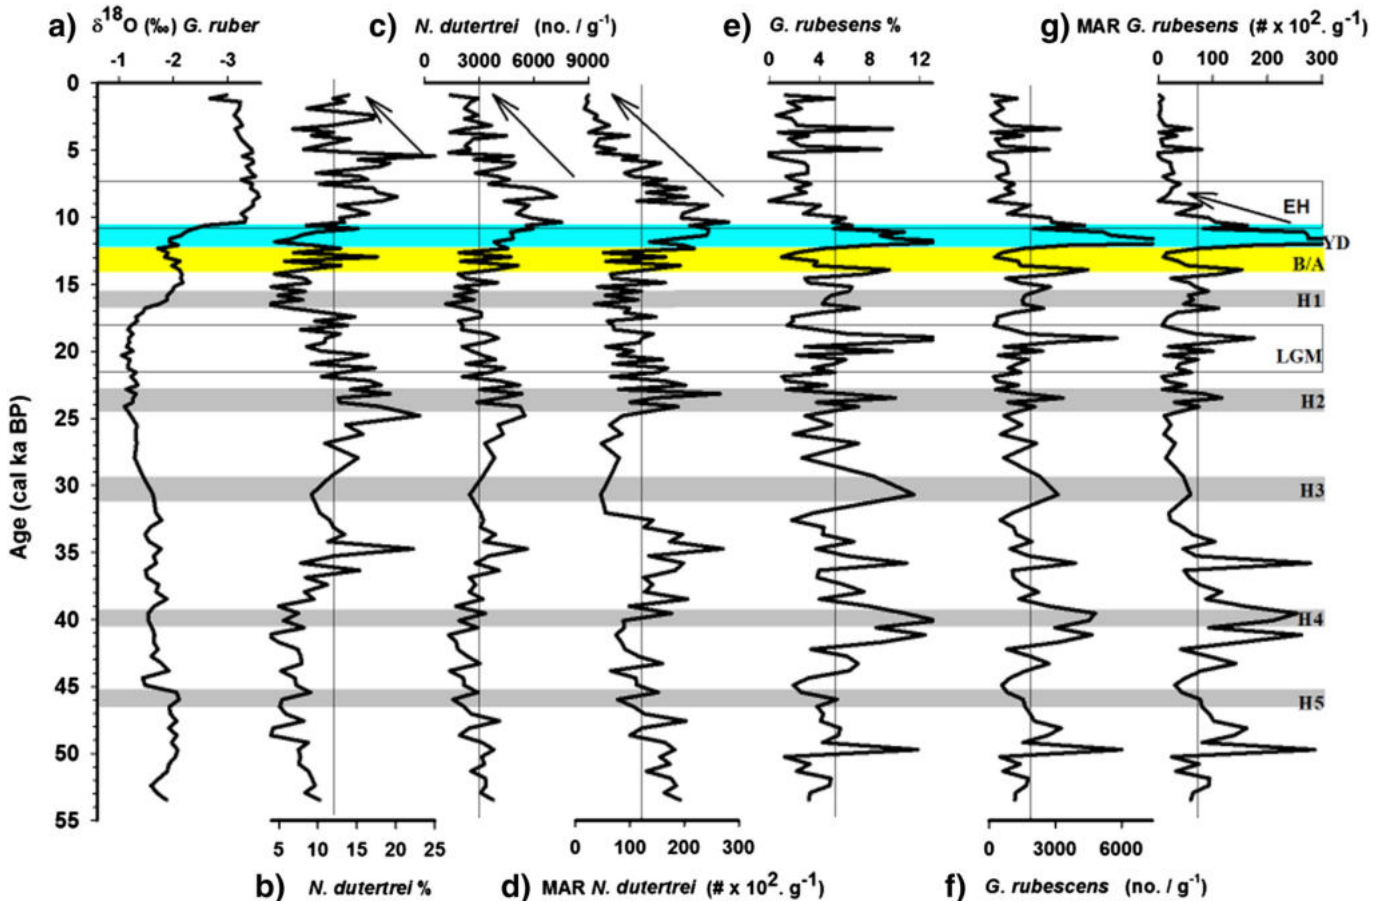 a) δ18O (‰) G. ruber
c) N. dutertrei (no. / g-1)
e) G. rubesens %
g) MAR G. rubesens (# x 102. g-1)
-1 -2 -3
0 3000 6000 9000
0 4 8 12
0 100 200 300
0
5
10
15
20
25
30
35
40
45
50
55
Age (cal ka BP)
EH
YD
B/A
H1
LGM
H2
H3
H4
H5
5 10 15 20 25
0 100 200 300
0 3000 6000
b) N. dutertrei %
d) MAR N. dutertrei (# x 102. g-1)
f) G. rubescens (no. / g-1)